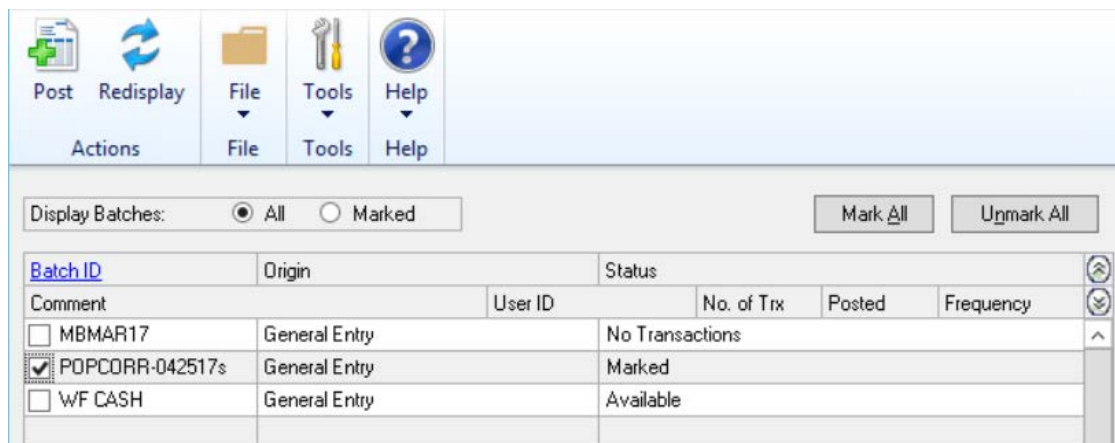 Post Redisplay File Tools Help
Actions File Tools Help
Display Batches: All Marked Mark All Unmark All
Batch ID Origin Status
Comment User ID No. of Trx Posted Frequency
MBMAR17 General Entry No Transactions
POPCORR-042517s General Entry Marked
WF CASH General Entry Available